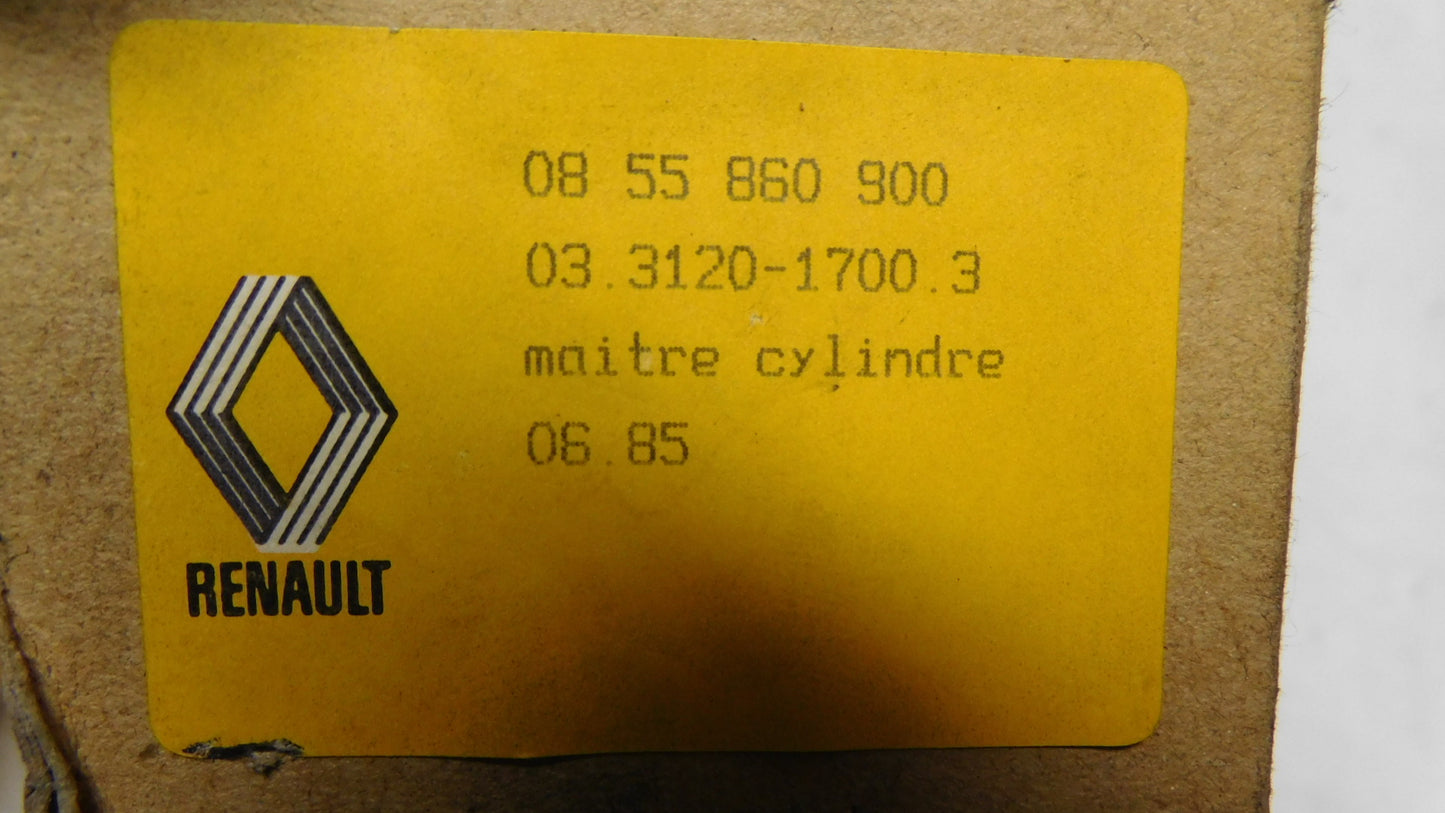 08 55 860 900
03.3120-1700.3
maitre cylindre
06.85
RENAULT